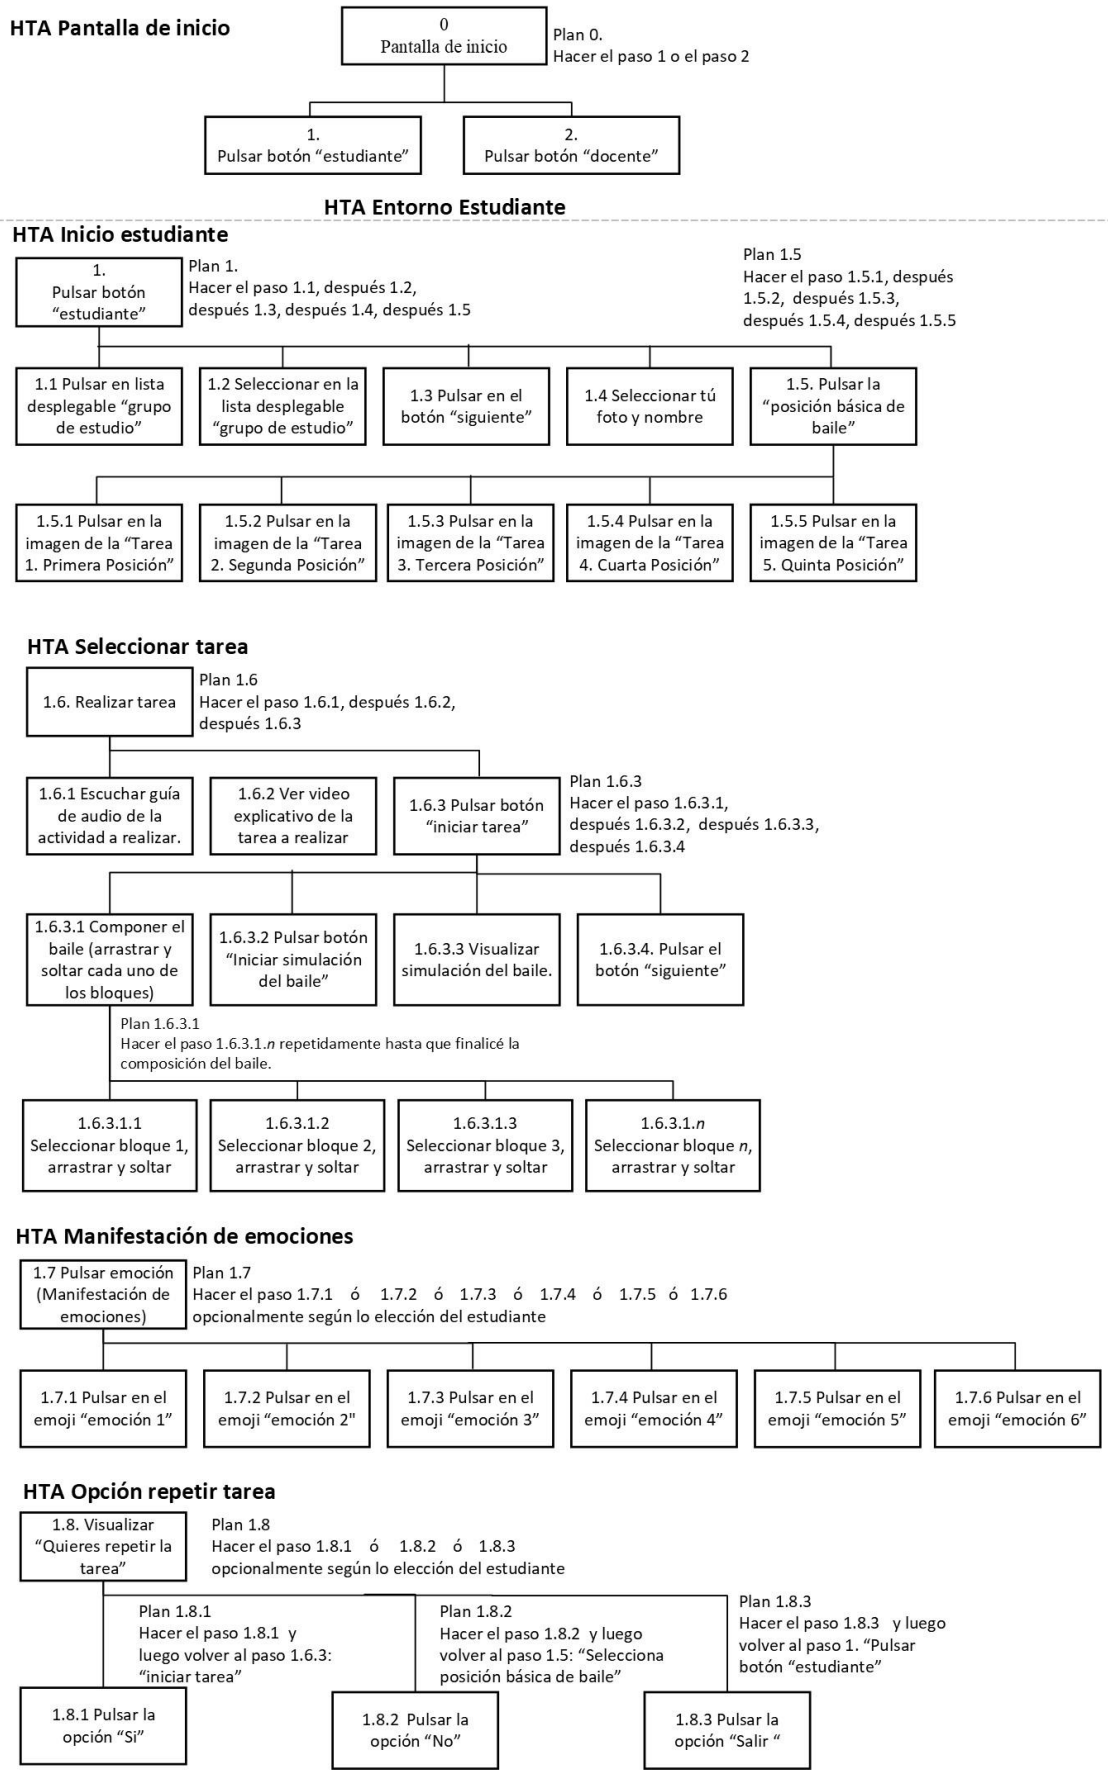 HTA Pantalla de inicio
0
Pantalla de inicio
Plan 0.
Hacer el paso 1 o el paso 2
1.
Pulsar botón “estudiante”
2.
Pulsar botón “docente”
HTA Entorno Estudiante
HTA Inicio estudiante
1.
Pulsar botón
“estudiante”
Plan 1.
Hacer el paso 1.1, después 1.2,
después 1.3, después 1.4, después 1.5
Plan 1.5
Hacer el paso 1.5.1, después
1.5.2, después 1.5.3,
después 1.5.4, después 1.5.5
1.1 Pulsar en lista
desplegable “grupo
de estudio”
1.2 Seleccionar en la
lista desplegable
“grupo de estudio”
1.3 Pulsar en el
botón “siguiente”
1.4 Seleccionar tú
foto y nombre
1.5. Pulsar la
“posición básica de
baile”
1.5.1 Pulsar en la
imagen de la “Tarea
1. Primera Posición”
1.5.2 Pulsar en la
imagen de la “Tarea
2. Segunda Posición”
1.5.3 Pulsar en la
imagen de la “Tarea
3. Tercera Posición”
1.5.4 Pulsar en la
imagen de la “Tarea
4. Cuarta Posición”
1.5.5 Pulsar en la
imagen de la “Tarea
5. Quinta Posición”
HTA Seleccionar tarea
1.6. Realizar tarea
Plan 1.6
Hacer el paso 1.6.1, después 1.6.2,
después 1.6.3
1.6.1 Escuchar guía
de audio de la
actividad a realizar.
1.6.2 Ver video
explicativo de la
tarea a realizar
1.6.3 Pulsar botón
“iniciar tarea”
Plan 1.6.3
Hacer el paso 1.6.3.1,
después 1.6.3.2, después 1.6.3.3,
después 1.6.3.4
1.6.3.1 Componer el
baile (arrastrar y
soltar cada uno de
los bloques)
1.6.3.2 Pulsar botón
“Iniciar simulación
del baile”
1.6.3.3 Visualizar
simulación del baile.
1.6.3.4. Pulsar el
botón “siguiente”
Plan 1.6.3.1
Hacer el paso 1.6.3.1.n repetidamente hasta que finalicé la
composición del baile.
1.6.3.1.1
Seleccionar bloque 1,
arrastrar y soltar
1.6.3.1.2
Seleccionar bloque 2,
arrastrar y soltar
1.6.3.1.3
Seleccionar bloque 3,
arrastrar y soltar
1.6.3.1.n
Seleccionar bloque n,
arrastrar y soltar
HTA Manifestación de emociones
1.7 Pulsar emoción
(Manifestación de
emociones)
Plan 1.7
Hacer el paso 1.7.1 ó 1.7.2 ó 1.7.3 ó 1.7.4 ó 1.7.5 ó 1.7.6
opcionalmente según lo elección del estudiante
1.7.1 Pulsar en el
emoji “emoción 1”
1.7.2 Pulsar en el
emoji “emoción 2"
1.7.3 Pulsar en el
emoji “emoción 3”
1.7.4 Pulsar en el
emoji “emoción 4”
1.7.5 Pulsar en el
emoji “emoción 5”
1.7.6 Pulsar en el
emoji “emoción 6”
HTA Opción repetir tarea
1.8. Visualizar
“Quieres repetir la
tarea”
Plan 1.8
Hacer el paso 1.8.1 ó 1.8.2 ó 1.8.3
opcionalmente según lo elección del estudiante
Plan 1.8.1
Hacer el paso 1.8.1 y
luego volver al paso 1.6.3:
“iniciar tarea”
Plan 1.8.2
Hacer el paso 1.8.2 y luego
volver al paso 1.5: “Selecciona
posición básica de baile”
Plan 1.8.3
Hacer el paso 1.8.3 y luego
volver al paso 1. “Pulsar
botón “estudiante”
1.8.1 Pulsar la
opción “Si”
1.8.2 Pulsar la
opción “No”
1.8.3 Pulsar la
opción “Salir “